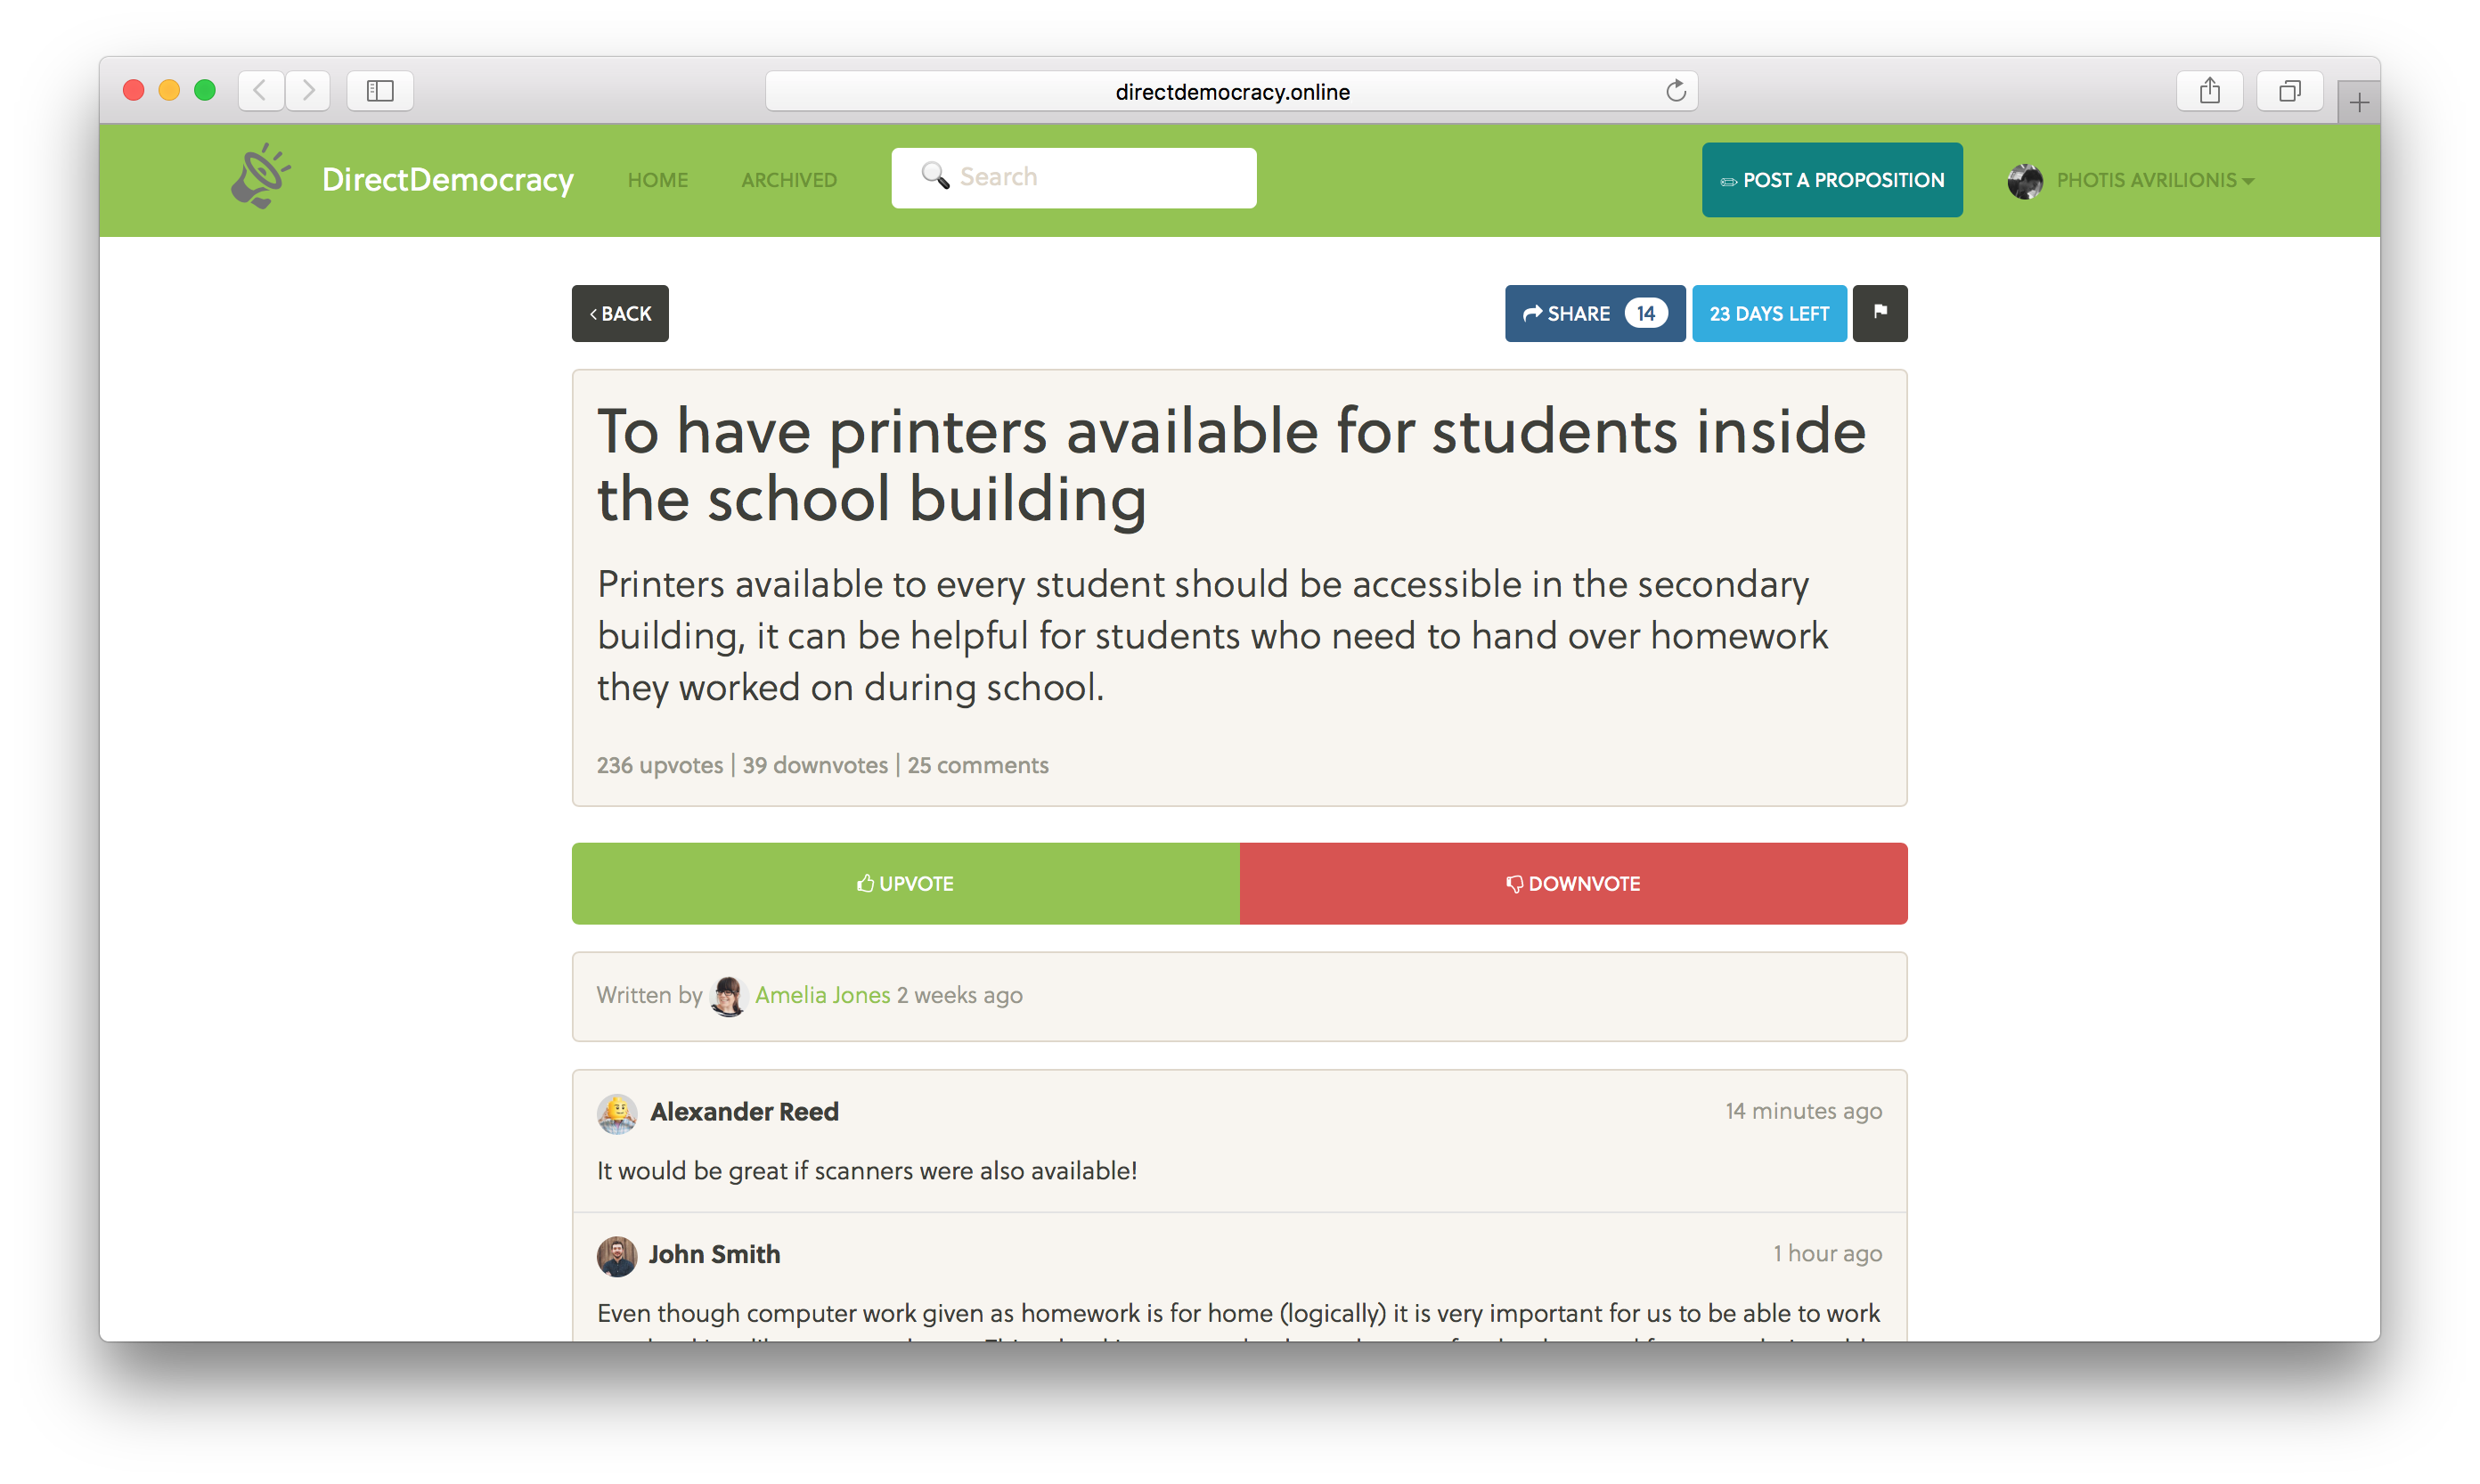 directdemocracy.online
DirectDemocracy HOME ARCHIVED Search POST A PROPOSITION PHOTIS AVRILIONIS
BACK SHARE 14 23 DAYS LEFT
To have printers available for students inside
the school building
Printers available to every student should be accessible in the secondary
building, it can be helpful for students who need to hand over homework
they worked on during school.
236 upvotes | 39 downvotes | 25 comments
UPVOTE DOWNVOTE
Written by Amelia Jones 2 weeks ago
Alexander Reed 14 minutes ago
It would be great if scanners were also available!
John Smith 1 hour ago
Even though computer work given as homework is for home (logically) it is very important for us to be able to work